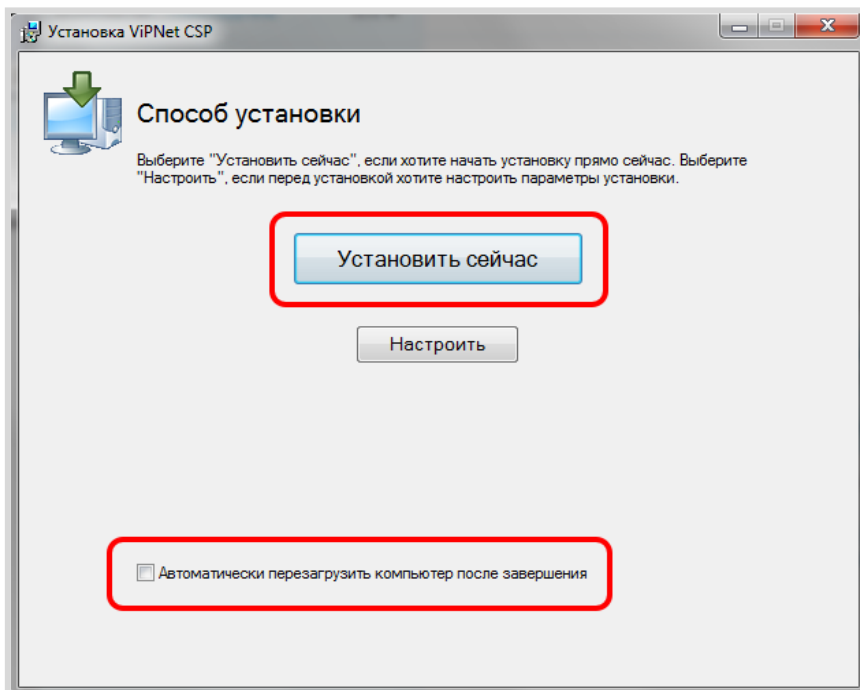 Установка ViPNet CSP
Способ установки
Выберите "Установить сейчас", если хотите начать установку прямо сейчас. Выберите
"Настроить", если перед установкой хотите настроить параметры установки.
Установить сейчас
Настроить
Автоматически перезагрузить компьютер после завершения